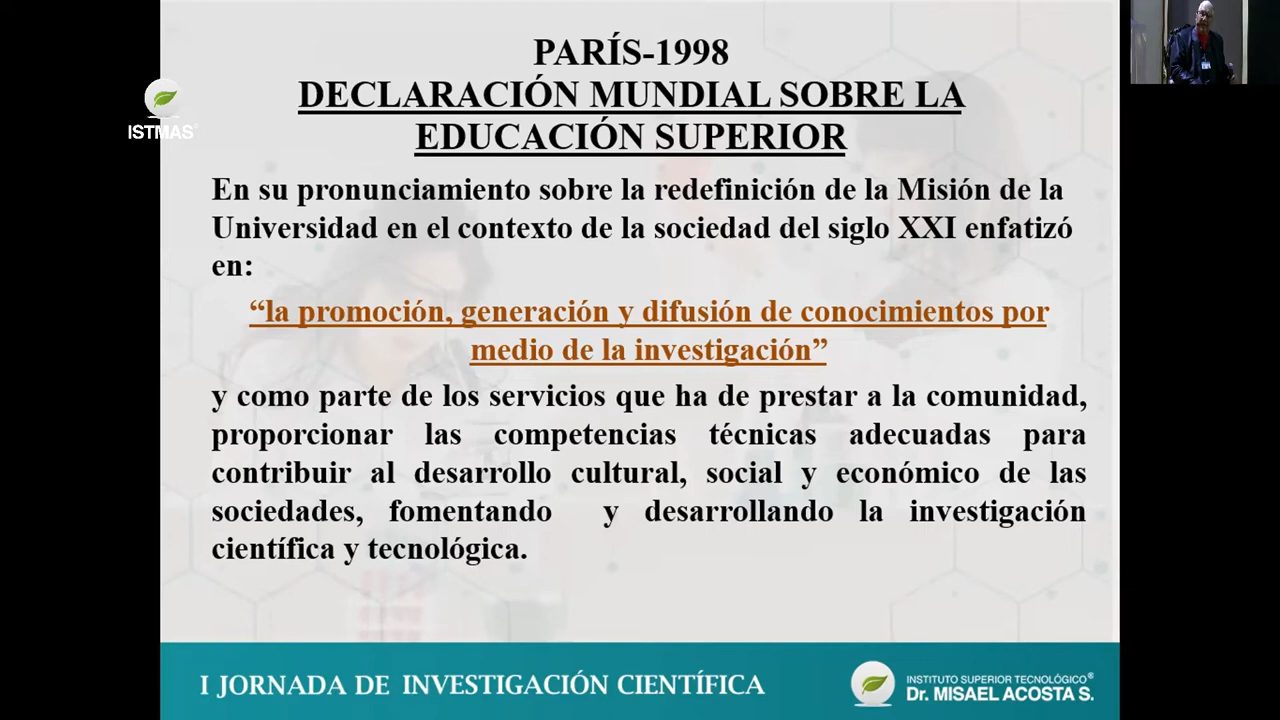 PARÍS-1998
DECLARACIÓN MUNDIAL SOBRE LA
EDUCACIÓN SUPERIOR
ISTMAS®
En su pronunciamiento sobre la redefinición de la Misión de la
Universidad en el contexto de la sociedad del siglo XXI enfatizó
en:
“la promoción, generación y difusión de conocimientos por
medio de la investigación”
y como parte de los servicios que ha de prestar a la comunidad,
proporcionar las competencias técnicas adecuadas para
contribuir al desarrollo cultural, social y económico de las
sociedades, fomentando y desarrollando la investigación
científica y tecnológica.
I JORNADA DE INVESTIGACIÓN CIENTÍFICA
INSTITUTO SUPERIOR TECNOLÓGICO®
Dr. MISAEL ACOSTA S.